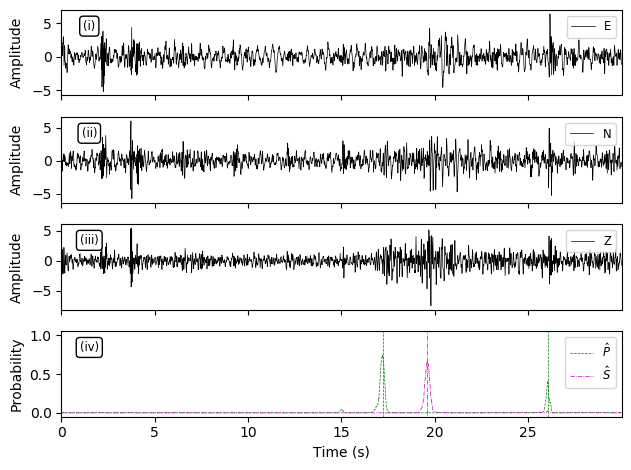 (i)
E
Amplitude
5
0
−5
(ii)
N
Amplitude
5
0
−5
(iii)
Z
Amplitude
5
0
−5
(iv)
P̂
Ŝ
Probability
1.0
0.5
0.0
0 5 10 15 20 25
Time (s)